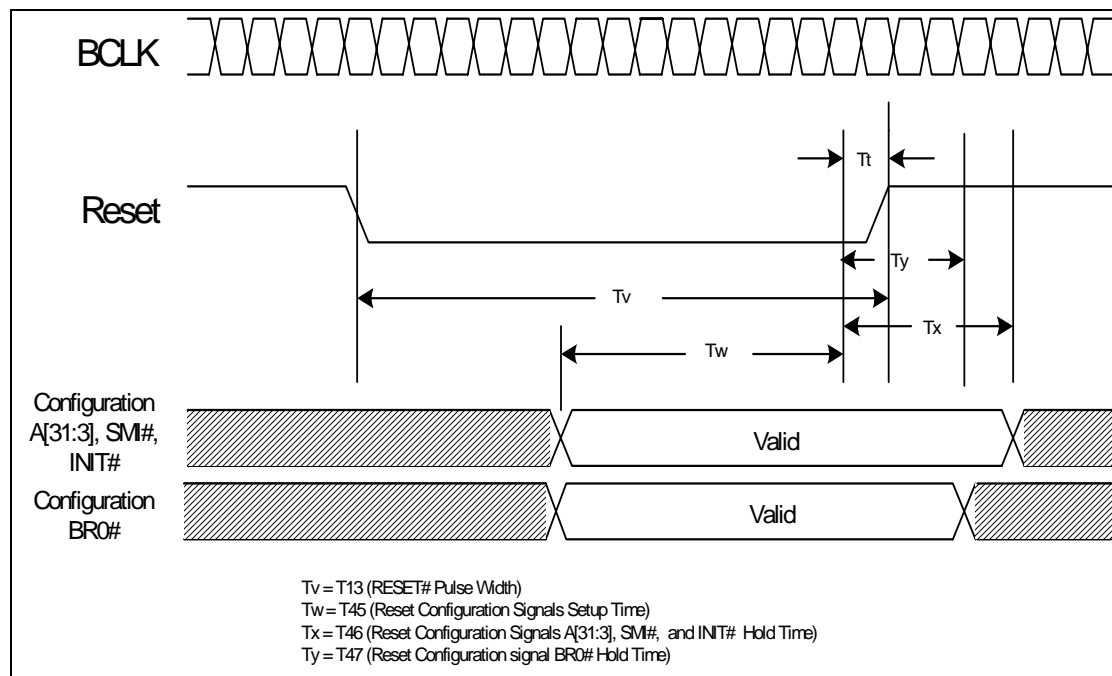 BCLK
Tt
Reset
Ty
Tv
Tx
Tw
Configuration
A[31:3], SMI#,
INIT#
Valid
Configuration
BR0#
Valid
Tv = T13 (RESET# Pulse Width)
Tw = T45 (Reset Configuration Signals Setup Time)
Tx = T46 (Reset Configuration Signals A[31:3], SMI#, and INIT# Hold Time)
Ty = T47 (Reset Configuration signal BR0# Hold Time)